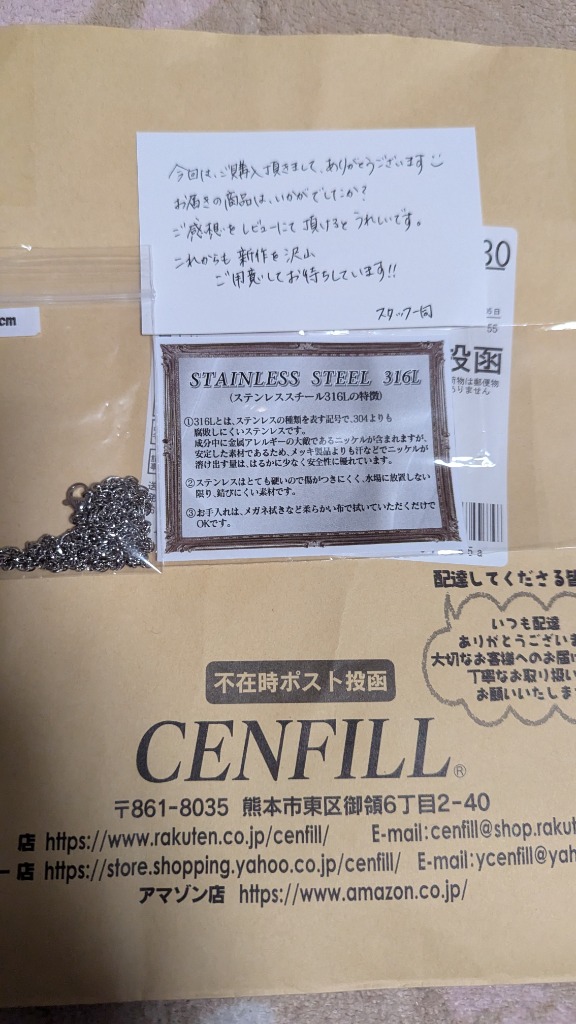 今回は、ご購入頂きまして、ありがとうございます
お届きの商品は、いかがでしたか?
ご感想をレビューにて頂けるとうれしいです。
これからも新作を沢山
ご用意してお待ちしています!!
スタッフ一同
30
55
投函
荷物は郵便物
ありません
cm
STAINLESS STEEL 316L
(ステンレススチール316Lの特徴)
①316Lとは、ステンレスの種類を表す記号で、304よりも
腐敗しにくいステンレスです。
成分中に金属アレルギーの大敵であるニッケルが含まれますが、
安定した素材であるため、メッキ製品よりも汗などでニッケルが
溶け出す量は、はるかに少なく安全性に優れています。
②ステンレスはとても硬いので傷がつきにくく、水場に放置しない
限り、錆びにくい素材です。
③お手入れは、メガネ拭きなど柔らかい布で拭いていただくだけで
OKです。
配達してくださる皆
いつも配達
ありがとうございま
大切なお客様へのお届け
丁寧なお取り扱い
お願いいたしま
不在時ポスト投函
CENFILL®
〒861-8035 熊本市東区御領6丁目2-40
店 https://www.rakuten.co.jp/cenfill/ E-mail:cenfill@shop.rakut
ー店 https://store.shopping.yahoo.co.jp/cenfill/ E-mail:ycenfill@yah
アマゾン店 https://www.amazon.co.jp/